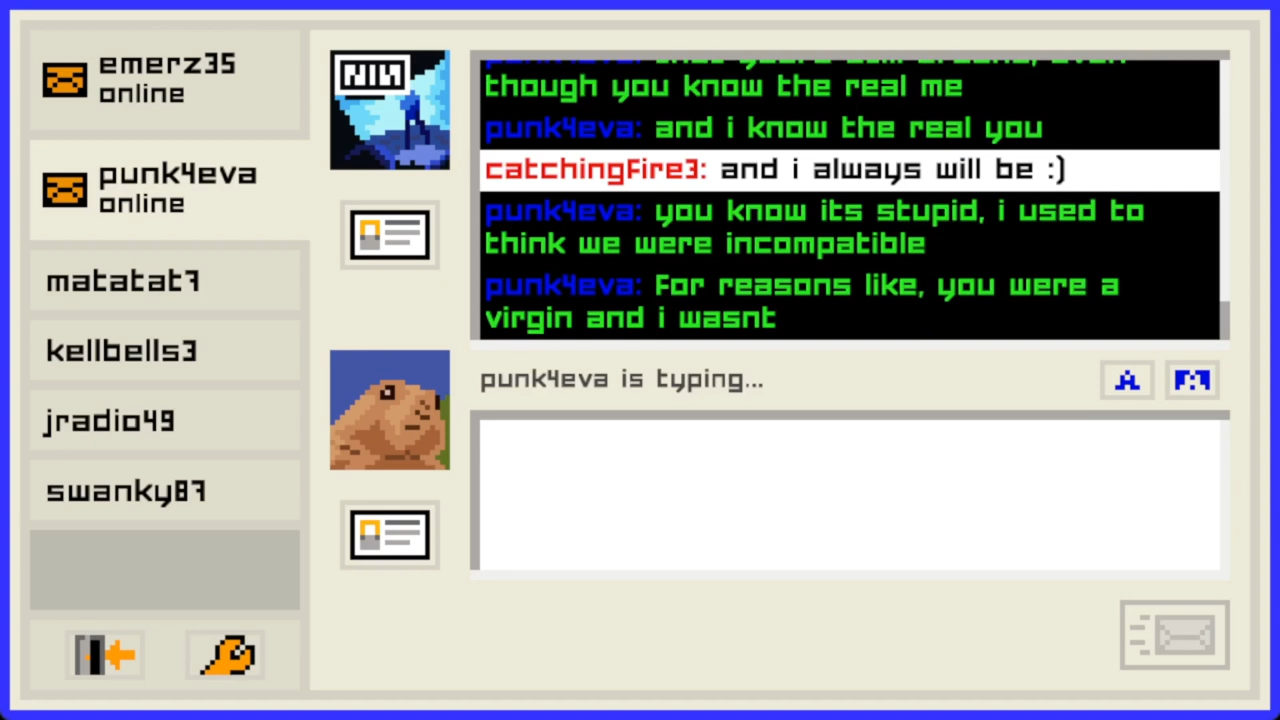 emerz35
online
punk4eva
online
matatat7
kellbells3
jradio49
swanky87
NIN
though you know the real me
punk4eva: and i know the real you
catchingFire3: and i always will be :)
punk4eva: you know its stupid, i used to
think we were incompatible
punk4eva: For reasons like, you were a
virgin and i wasnt
punk4eva is typing...
A